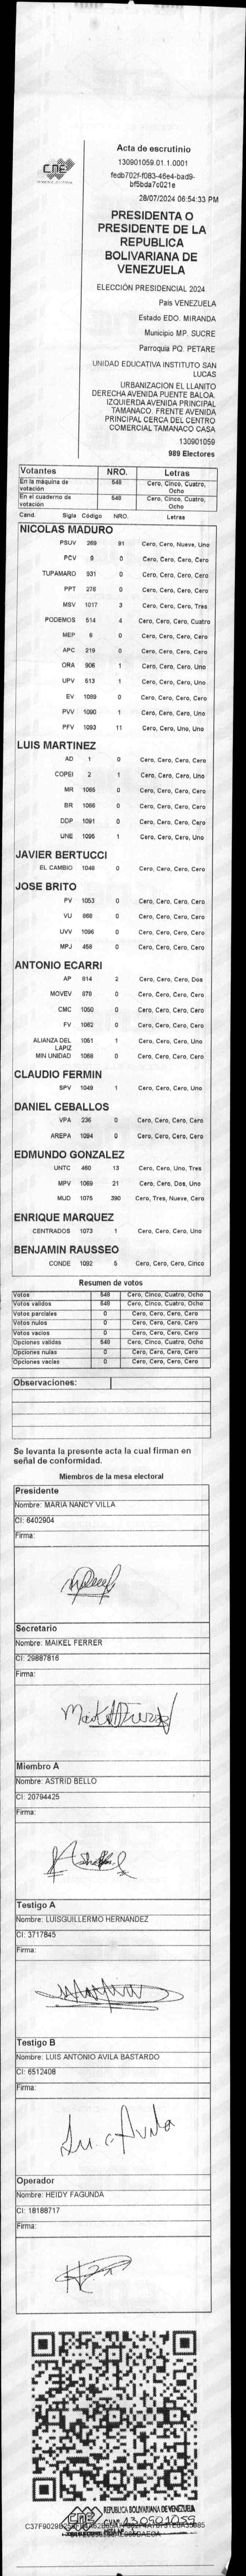 CNE
Acta de escrutinio
130901059.01.1.0001
fedb702f-f083-46e4-bad9-
bf5bda7c021e
28/07/2024 06:54:33 PM
PRESIDENTA O
PRESIDENTE DE LA
REPUBLICA
BOLIVARIANA DE
VENEZUELA
ELECCIÓN PRESIDENCIAL 2024
Pais VENEZUELA
Estado EDO. MIRANDA
Municipio MP. SUCRE
Parroquia PQ. PETARE
UNIDAD EDUCATIVA INSTITUTO SAN
LUCAS
URBANIZACION EL LLANITO
DERECHA AVENIDA PUENTE BALOA.
IZQUIERDA AVENIDA PRINCIPAL
TAMANACO. FRENTE AVENIDA
PRINCIPAL CERCA DEL CENTRO
COMERCIAL TAMANACO CASA
130901059
989 Electores
Votantes NRO. Letras
En la máquina de votación 548 Cero, Cinco, Cuatro, Ocho
En el cuaderno de votación 548 Cero, Cinco, Cuatro, Ocho
Cand. Sigla Código NRO. Letras
NICOLAS MADURO
PSUV 269 91 Cero, Cero, Nueve, Uno
PCV 9 0 Cero, Cero, Cero, Cero
TUPAMARO 931 0 Cero, Cero, Cero, Cero
PPT 276 0 Cero, Cero, Cero, Cero
MSV 1017 3 Cero, Cero, Cero, Tres
PODEMOS 514 4 Cero, Cero, Cero, Cuatro
MEP 6 0 Cero, Cero, Cero, Cero
APC 219 0 Cero, Cero, Cero, Cero
ORA 906 1 Cero, Cero, Cero, Uno
UPV 513 1 Cero, Cero, Cero, Uno
EV 1089 0 Cero, Cero, Cero, Cero
PVV 1090 1 Cero, Cero, Cero, Uno
PFV 1093 11 Cero, Cero, Uno, Uno
LUIS MARTINEZ
AD 1 0 Cero, Cero, Cero, Cero
COPEI 2 1 Cero, Cero, Cero, Uno
MR 1065 0 Cero, Cero, Cero, Cero
BR 1066 0 Cero, Cero, Cero, Cero
DDP 1091 0 Cero, Cero, Cero, Cero
UNE 1095 1 Cero, Cero, Cero, Uno
JAVIER BERTUCCI
EL CAMBIO 1048 0 Cero, Cero, Cero, Cero
JOSE BRITO
PV 1053 0 Cero, Cero, Cero, Cero
VU 868 0 Cero, Cero, Cero, Cero
UVV 1096 0 Cero, Cero, Cero, Cero
MPJ 458 0 Cero, Cero, Cero, Cero
ANTONIO ECARRI
AP 814 2 Cero, Cero, Cero, Dos
MOVEV 878 0 Cero, Cero, Cero, Cero
CMC 1050 0 Cero, Cero, Cero, Cero
FV 1062 0 Cero, Cero, Cero, Cero
ALIANZA DEL LAPIZ 1051 1 Cero, Cero, Cero, Uno
MIN UNIDAD 1068 0 Cero, Cero, Cero, Cero
CLAUDIO FERMIN
SPV 1049 1 Cero, Cero, Cero, Uno
DANIEL CEBALLOS
VPA 236 0 Cero, Cero, Cero, Cero
AREPA 1094 0 Cero, Cero, Cero, Cero
EDMUNDO GONZALEZ
UNTC 460 13 Cero, Cero, Uno, Tres
MPV 1069 21 Cero, Cero, Dos, Uno
MUD 1075 390 Cero, Tres, Nueve, Cero
ENRIQUE MARQUEZ
CENTRADOS 1073 1 Cero, Cero, Cero, Uno
BENJAMIN RAUSSEO
CONDE 1092 5 Cero, Cero, Cero, Cinco
Resumen de votos
Votos 548 Cero, Cinco, Cuatro, Ocho
Votos validos 548 Cero, Cinco, Cuatro, Ocho
Votos parciales 0 Cero, Cero, Cero, Cero
Votos nulos 0 Cero, Cero, Cero, Cero
Votos vacios 0 Cero, Cero, Cero, Cero
Opciones validas 548 Cero, Cinco, Cuatro, Ocho
Opciones nulas 0 Cero, Cero, Cero, Cero
Opciones vacias 0 Cero, Cero, Cero, Cero
Observaciones:
Se levanta la presente acta la cual firman en
señal de conformidad.
Miembros de la mesa electoral
Presidente
Nombre: MARIA NANCY VILLA
CI: 6402904
Firma:
Secretario
Nombre: MAIKEL FERRER
CI: 29887816
Firma:
Miembro A
Nombre: ASTRID BELLO
CI: 20794425
Firma:
Testigo A
Nombre: LUISGUILLERMO HERNANDEZ
CI: 3717845
Firma:
Testigo B
Nombre: LUIS ANTONIO AVILA BASTARDO
CI: 6512408
Firma:
Operador
Nombre: HEIDY FAGUNDA
CI: 18188717
Firma:
CNE
REPUBLICA BOLIVARIANA DE VENEZUELA
130901059